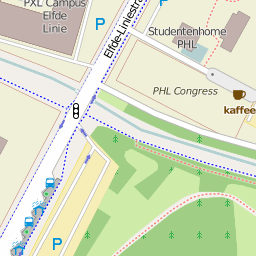 PXL Campus
Elfde
Linie
P
Elfde-Liniestr
Studentenhome
PHL
PHL Congress
kaffee
P
P
P